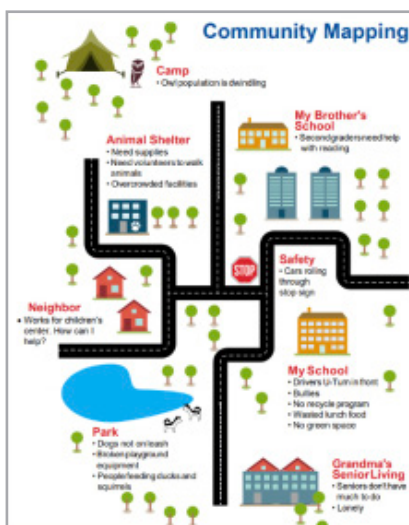 Community Mapping
Camp
• Owl population is dwindling
My Brother's
School
• Second graders need help
with reading
Animal Shelter
• Need supplies
• Need volunteers to walk
animals
• Overcrowded facilities
STOP
Safety
• Cars rolling
through
stop sign
Neighbor
• Works for children's
center. How can I
help?
My School
• Drivers U-Turn in front
• Bullies
• No recycle program
• Wasted lunch food
• No green space
Park
• Dogs not on leash
• Broken playground
equipment
• People feeding ducks and
squirrels
Grandma's
Senior Living
• Seniors don't have
much to do
• Lonely